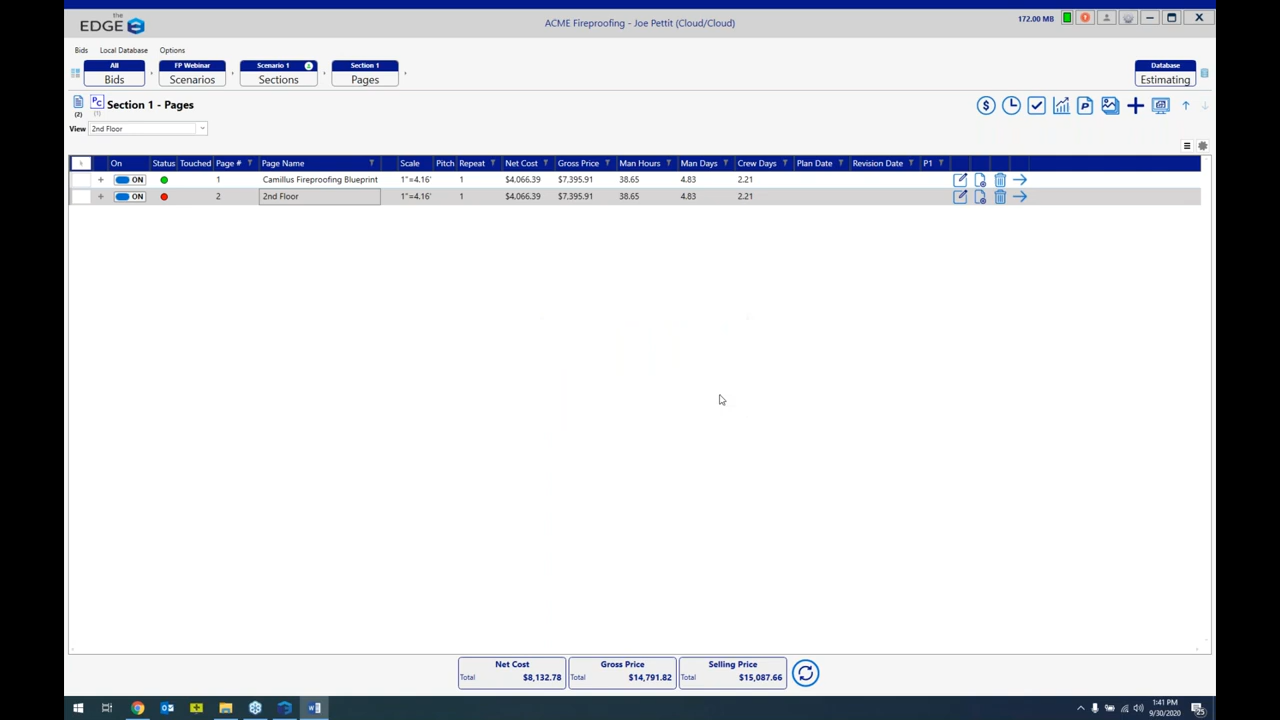 the
EDGE
ACME Fireproofing - Joe Pettit (Cloud/Cloud)
172.00 MB
Bids Local Database Options
All
Bids
FP Webinar
Scenarios
Scenario 1
Sections
Section 1
Pages
Database
Estimating
(2)
PC
(1)
Section 1 - Pages
View 2nd Floor
On Status Touched Page # Page Name Scale Pitch Repeat Net Cost Gross Price Man Hours Man Days Crew Days Plan Date Revision Date P1
+ ON 1 Camillus Fireproofing Blueprint 1"=4.16' 1 $4,066.39 $7,395.91 38.65 4.83 2.21
+ ON 2 2nd Floor 1"=4.16' 1 $4,066.39 $7,395.91 38.65 4.83 2.21
Net Cost
Total $8,132.78
Gross Price
Total $14,791.82
Selling Price
Total $15,087.66
1:41 PM
9/30/2020
25